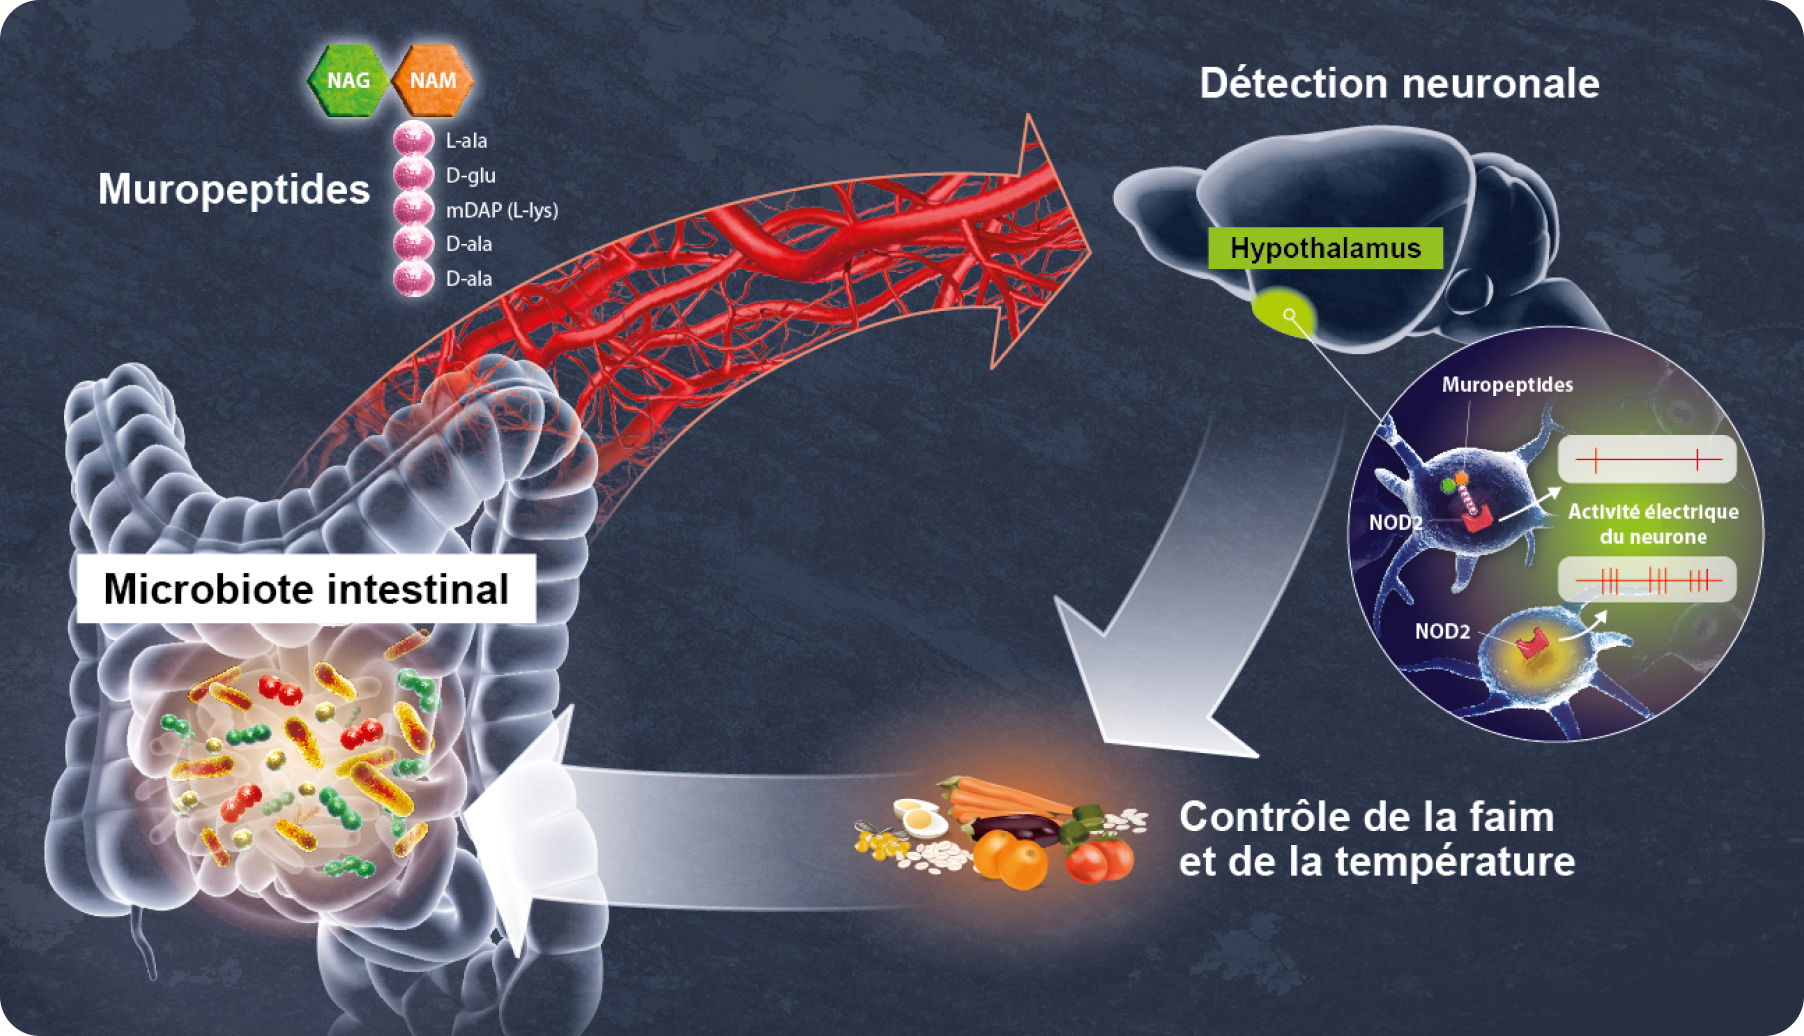 NAG NAM
L-ala
D-glu
Muropeptides
mDAP (L-lys)
D-ala
D-ala
Détection neuronale
Hypothalamus
Muropeptides
NOD2
Activité électrique
du neurone
NOD2
Microbiote intestinal
Contrôle de la faim
et de la température